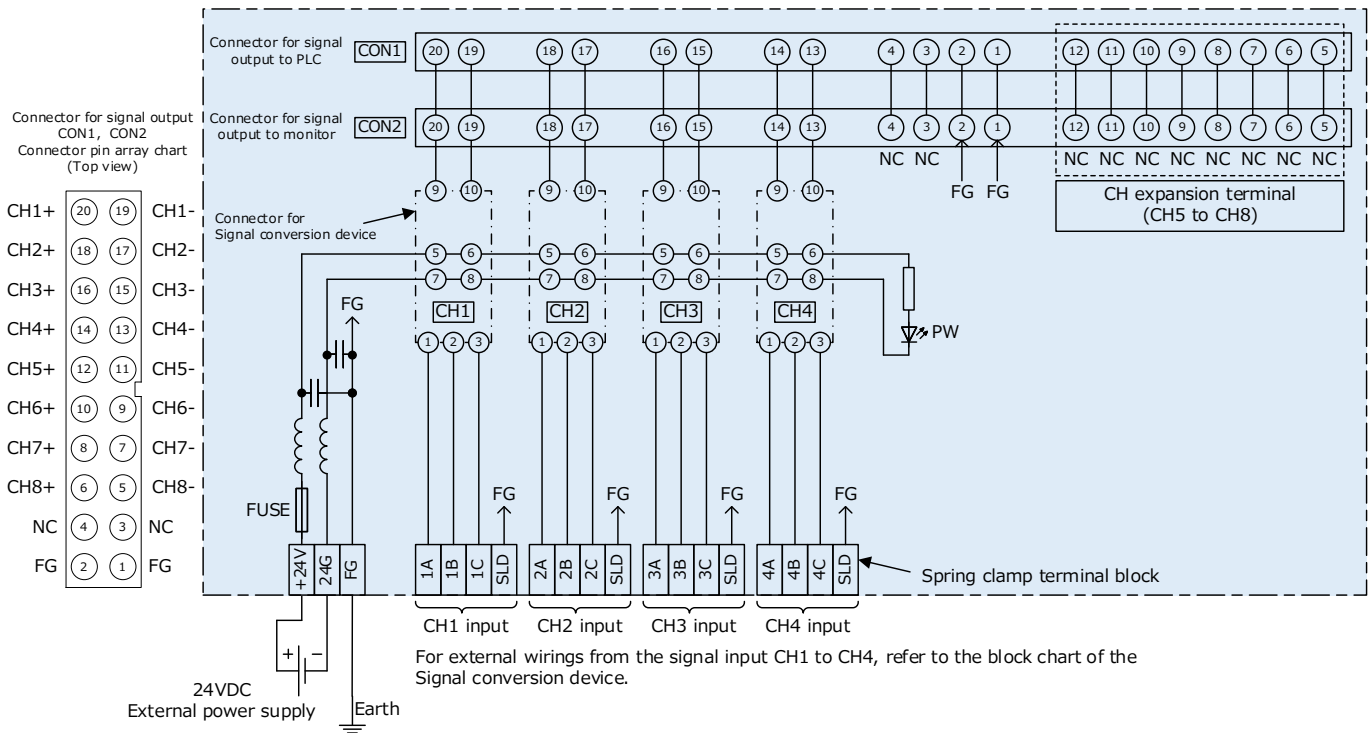 Connector for signal
output to PLC
CON1
20 19 18 17 16 15 14 13 4 3 2 1 12 11 10 9 8 7 6 5
Connector for signal
output to monitor
CON2
20 19 18 17 16 15 14 13 4 3 2 1 12 11 10 9 8 7 6 5
NC NC NC NC NC NC NC NC NC NC
FG FG
CH expansion terminal
(CH5 to CH8)
Connector for signal output
CON1, CON2
Connector pin array chart
(Top view)
CH1+ 20 19 CH1-
CH2+ 18 17 CH2-
CH3+ 16 15 CH3-
CH4+ 14 13 CH4-
CH5+ 12 11 CH5-
CH6+ 10 9 CH6-
CH7+ 8 7 CH7-
CH8+ 6 5 CH8-
NC 4 3 NC
FG 2 1 FG
9 10 9 10 9 10 9 10
Connector for
Signal conversion device
5 6 5 6 5 6 5 6
7 8 7 8 7 8 7 8
FG
CH1 CH2 CH3 CH4
PW
1 2 3 1 2 3 1 2 3 1 2 3
FUSE
FG FG FG FG
+24V 24G FG 1A 1B 1C SLD 2A 2B 2C SLD 3A 3B 3C SLD 4A 4B 4C SLD
Spring clamp terminal block
CH1 input CH2 input CH3 input CH4 input
For external wirings from the signal input CH1 to CH4, refer to the block chart of the
Signal conversion device.
+ −
24VDC
External power supply
Earth